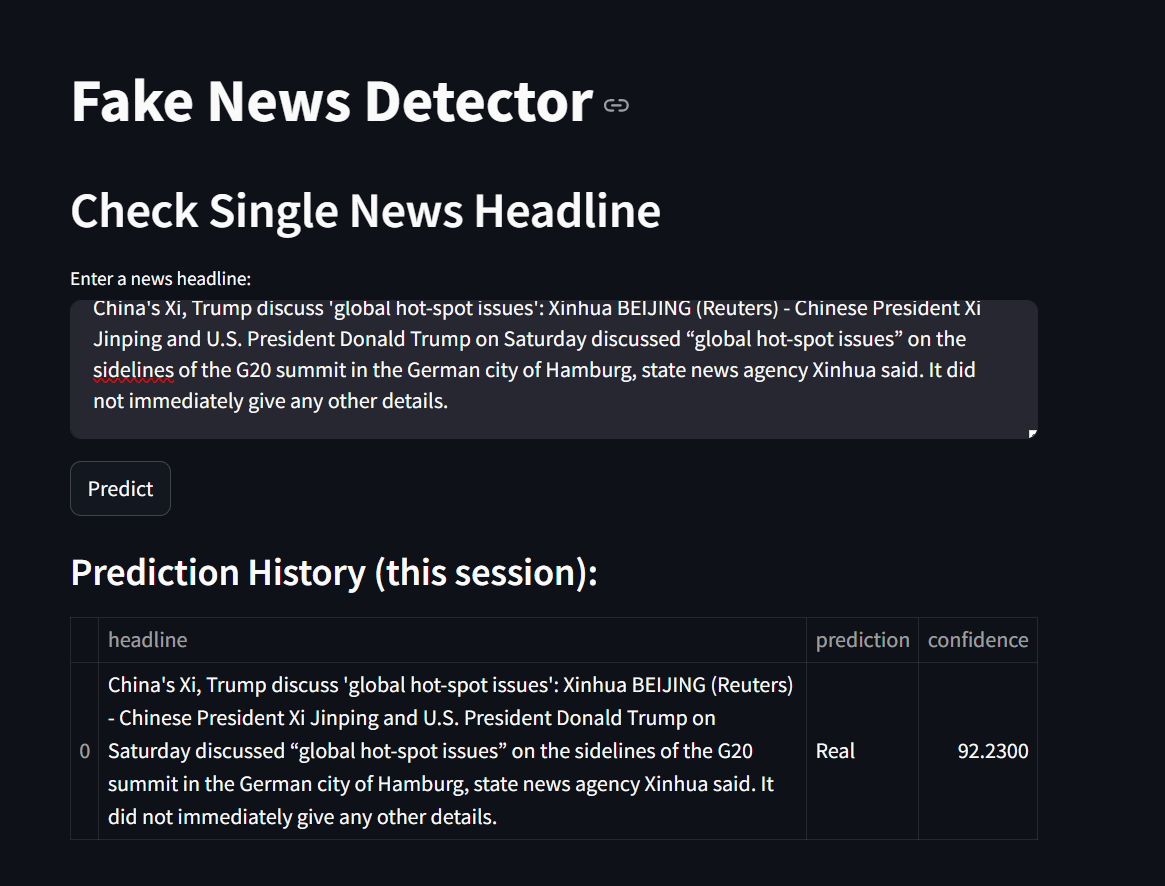 Fake News Detector
Check Single News Headline
Enter a news headline:
China's Xi, Trump discuss 'global hot-spot issues': Xinhua BEIJING (Reuters) - Chinese President Xi
Jinping and U.S. President Donald Trump on Saturday discussed “global hot-spot issues” on the
sidelines of the G20 summit in the German city of Hamburg, state news agency Xinhua said. It did
not immediately give any other details.
Predict
Prediction History (this session):
headline prediction confidence
China's Xi, Trump discuss 'global hot-spot issues': Xinhua BEIJING (Reuters)
- Chinese President Xi Jinping and U.S. President Donald Trump on
0 Saturday discussed “global hot-spot issues” on the sidelines of the G20 Real 92.2300
summit in the German city of Hamburg, state news agency Xinhua said. It
did not immediately give any other details.